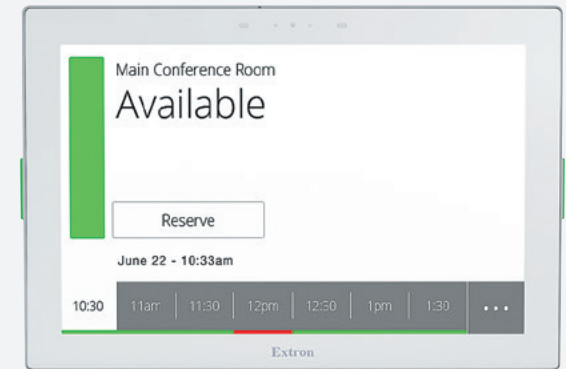 Main Conference Room
Available
Reserve
June 22 - 10:33am
10:30 11am 11:30 12pm 12:30 1pm 1:30 ...
Extron